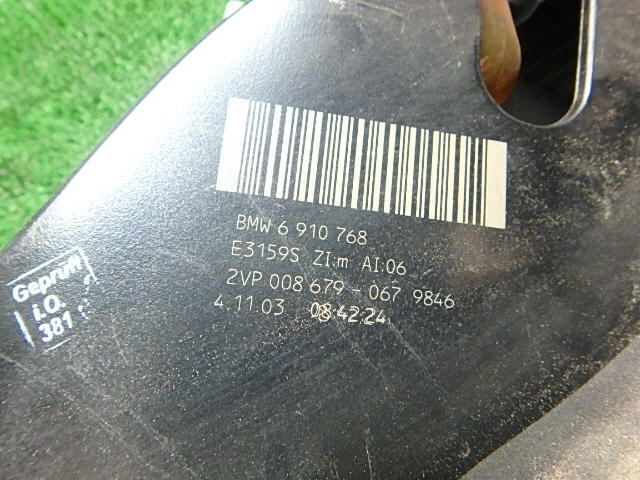 BMW 6 910 768
E3159S ZI:m AI:06
2VP 008 679 - 067 9846
4.11.03 08:42:24
Geprüft
i.O.
381